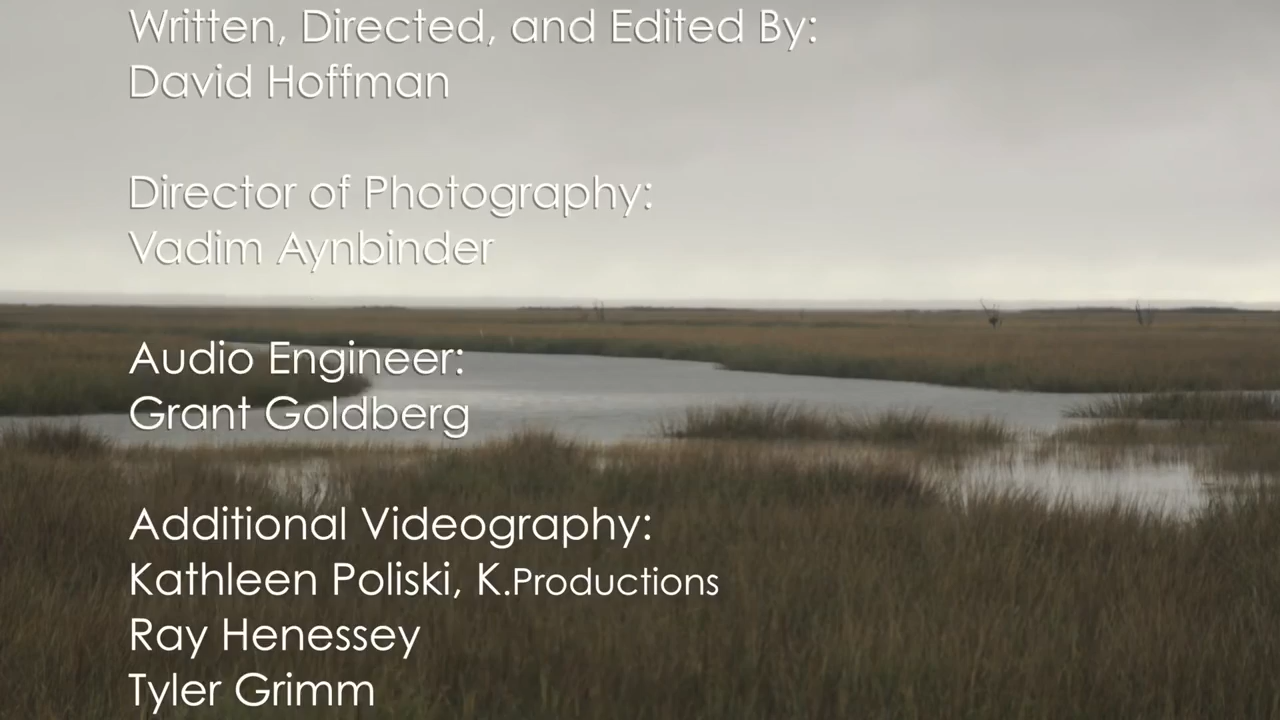 Written, Directed, and Edited By:
David Hoffman
Director of Photography:
Vadim Aynbinder
Audio Engineer:
Grant Goldberg
Additional Videography:
Kathleen Poliski, K.Productions
Ray Henessey
Tyler Grimm